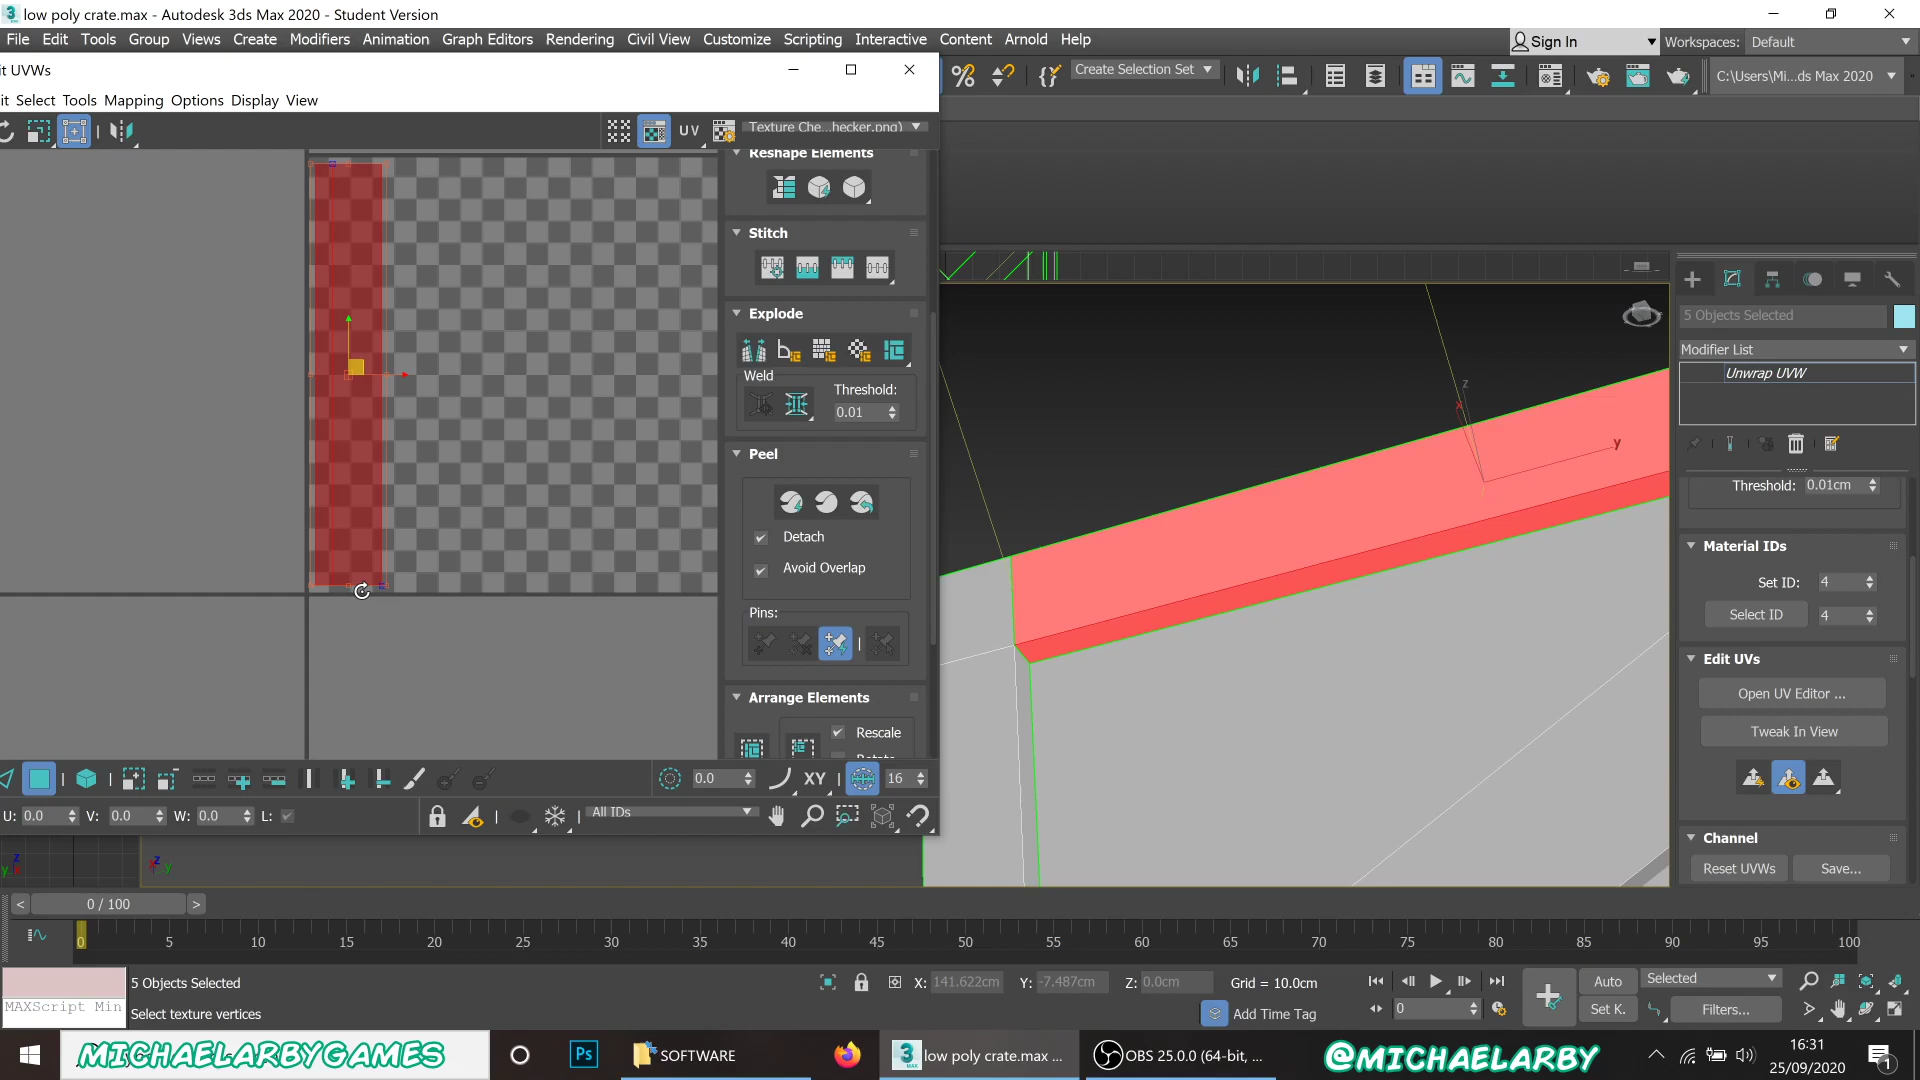 low poly crate.max - Autodesk 3ds Max 2020 - Student Version
File Edit Tools Group Views Create Modifiers Animation Graph Editors Rendering Civil View Customize Scripting Interactive Content Arnold Help
Sign In
Workspaces: Default
it UVWs
it Select Tools Mapping Options Display View
Create Selection Set
C:\Users\Mi...ds Max 2020
UV
Texture Che...hecker.png)
Reshape Elements
Stitch
Explode
Weld
Threshold:
0.01
Peel
Detach
Avoid Overlap
Pins:
Arrange Elements
Rescale
5 Objects Selected
Modifier List
Unwrap UVW
z
x
y
Threshold: 0.01cm
Material IDs
Set ID: 4
Select ID 4
Edit UVs
Open UV Editor ...
Tweak In View
Channel
Reset UVWs Save...
0.0 XY 16
U: 0.0 V: 0.0 W: 0.0 L:
All IDs
z
y
z
x y
< 0 / 100 >
0 5 10 15 20 25 30 35 40 45 50 55 60 65 70 75 80 85 90 95 100
5 Objects Selected
X: 141.622cm Y: -7.487cm Z: 0.0cm Grid = 10.0cm
Auto Selected
MAXScript Min
Select texture vertices
Add Time Tag
0
Set K. Filters...
MICHAELARBYGAMES
Ps
SOFTWARE
3
MAX
low poly crate.max ...
OBS 25.0.0 (64-bit, ...
@MICHAELARBY
16:31
25/09/2020
1